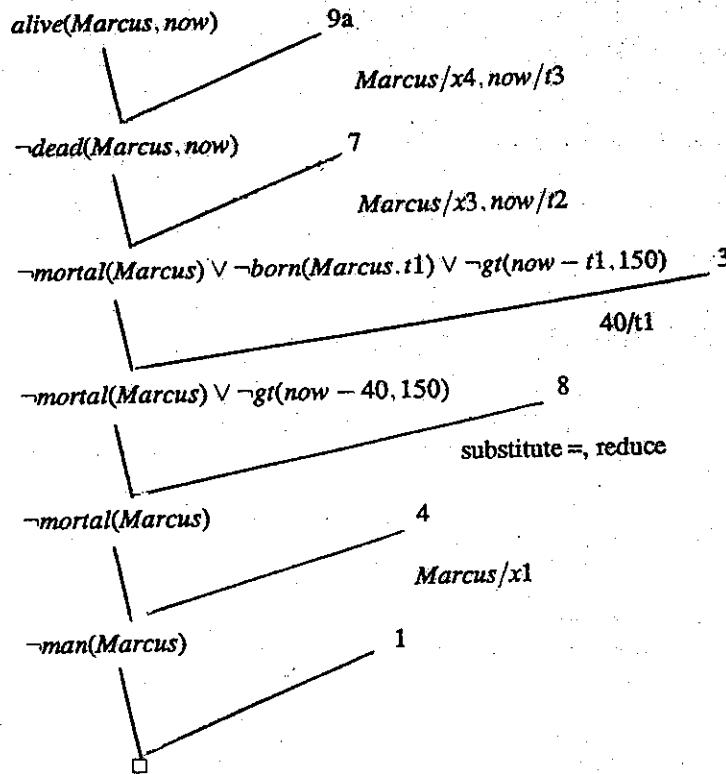 alive(Marcus, now) 9a
Marcus/x4, now/t3
¬dead(Marcus, now) 7
Marcus/x3, now/t2
¬mortal(Marcus) ∨ ¬born(Marcus, t1) ∨ ¬gt(now − t1, 150) 3
40/t1
¬mortal(Marcus) ∨ ¬gt(now − 40, 150) 8
substitute =, reduce
¬mortal(Marcus) 4
Marcus/x1
¬man(Marcus) 1